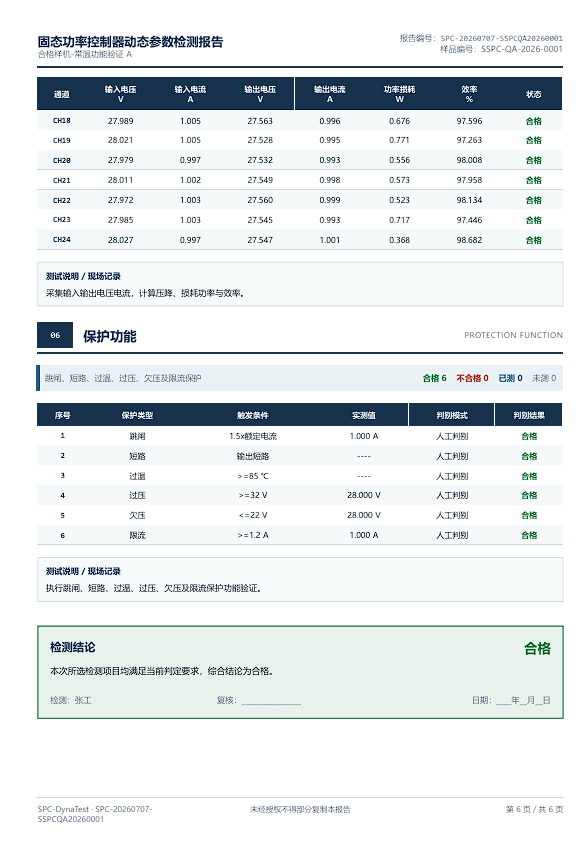 固态功率控制器动态参数检测报告
合格样机-常温功能验证 A
报告编号: SPC-20260707-SSPCQA20260001
样品编号: SSPC-QA-2026-0001
通道 输入电压 V 输入电流 A 输出电压 V 输出电流 A 功率损耗 W 效率 % 状态
CH18 27.989 1.005 27.563 0.996 0.676 97.596 合格
CH19 28.021 1.005 27.528 0.995 0.771 97.263 合格
CH20 27.979 0.997 27.532 0.993 0.556 98.008 合格
CH21 28.011 1.002 27.549 0.998 0.573 97.958 合格
CH22 27.972 1.003 27.560 0.999 0.523 98.134 合格
CH23 27.985 1.003 27.545 0.993 0.717 97.446 合格
CH24 28.027 0.997 27.547 1.001 0.368 98.682 合格
测试说明 / 现场记录
采集输入输出电压电流，计算压降、损耗功率与效率。
06 保护功能 PROTECTION FUNCTION
跳闸、短路、过温、过压、欠压及限流保护 合格 6 不合格 0 已测 0 未测 0
序号 保护类型 触发条件 实测值 判别模式 判别结果
1 跳闸 1.5x额定电流 1.000 A 人工判别 合格
2 短路 输出短路 ---- 人工判别 合格
3 过温 >=85 ℃ ---- 人工判别 合格
4 过压 >=32 V 28.000 V 人工判别 合格
5 欠压 <=22 V 28.000 V 人工判别 合格
6 限流 >=1.2 A 1.000 A 人工判别 合格
测试说明 / 现场记录
执行跳闸、短路、过温、过压、欠压及限流保护功能验证。
检测结论 合格
本次所选检测项目均满足当前判定要求，综合结论为合格。
检测: 张工 复核: ______________ 日期: ____年__月__日
SPC-DynaTest · SPC-20260707-
SSPCQA20260001
未经授权不得部分复制本报告
第 6 页 / 共 6 页